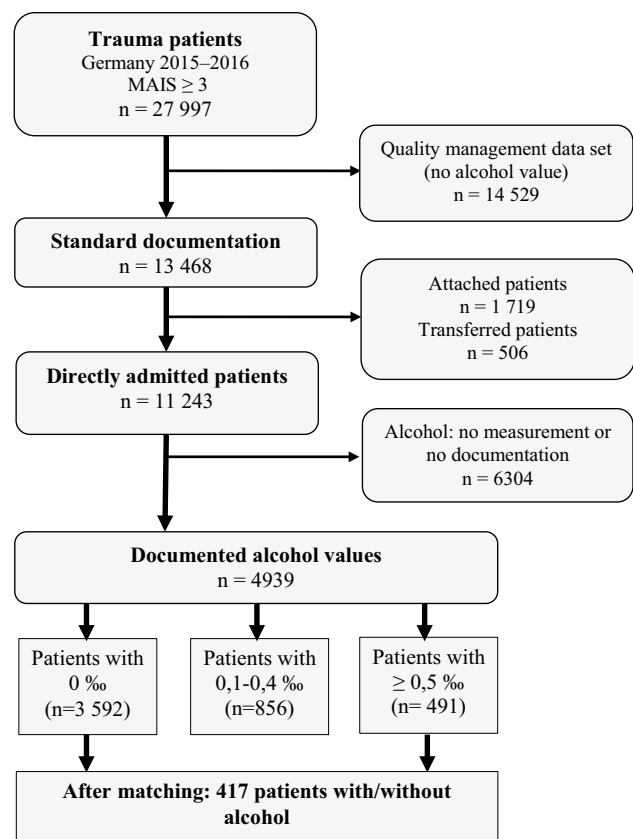 Trauma patients
Germany 2015–2016
MAIS ≥ 3
n = 27 997
Quality management data set
(no alcohol value)
n = 14 529
Standard documentation
n = 13 468
Attached patients
n = 1 719
Transferred patients
n = 506
Directly admitted patients
n = 11 243
Alcohol: no measurement or
no documentation
n = 6304
Documented alcohol values
n = 4939
Patients with
0 ‰
(n=3 592)
Patients with
0,1-0,4 ‰
(n=856)
Patients with
≥ 0,5 ‰
(n= 491)
After matching: 417 patients with/without
alcohol